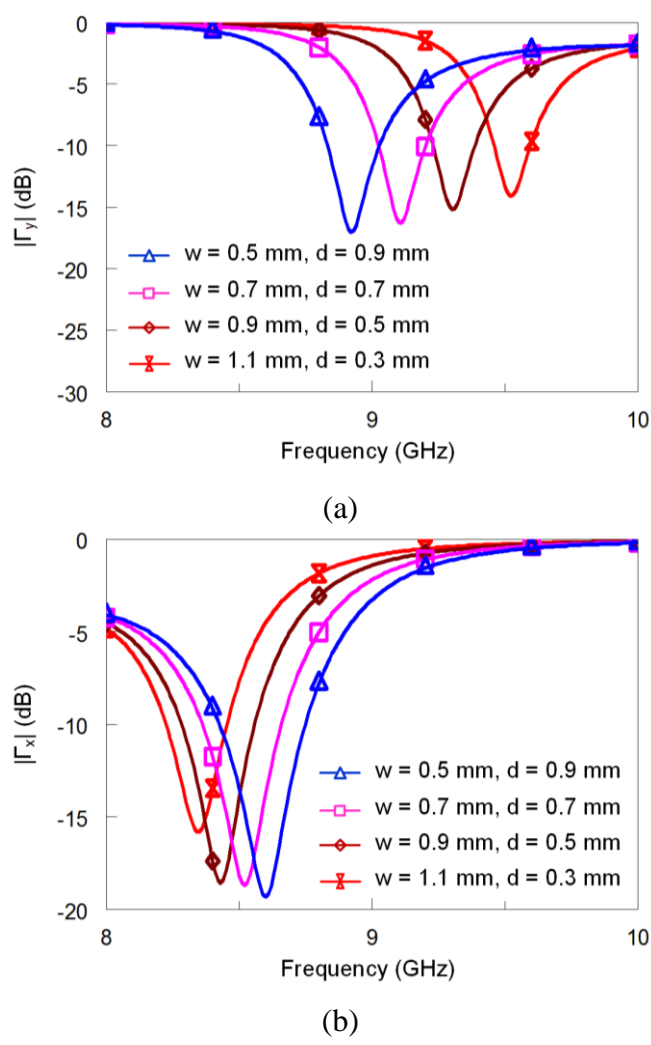 0
-5
-10
-15
-20
-25
-30
|Γy| (dB)
w = 0.5 mm, d = 0.9 mm
w = 0.7 mm, d = 0.7 mm
w = 0.9 mm, d = 0.5 mm
w = 1.1 mm, d = 0.3 mm
8 9 10
Frequency (GHz)
(a)
0
-5
-10
-15
-20
|Γx| (dB)
w = 0.5 mm, d = 0.9 mm
w = 0.7 mm, d = 0.7 mm
w = 0.9 mm, d = 0.5 mm
w = 1.1 mm, d = 0.3 mm
8 9 10
Frequency (GHz)
(b)